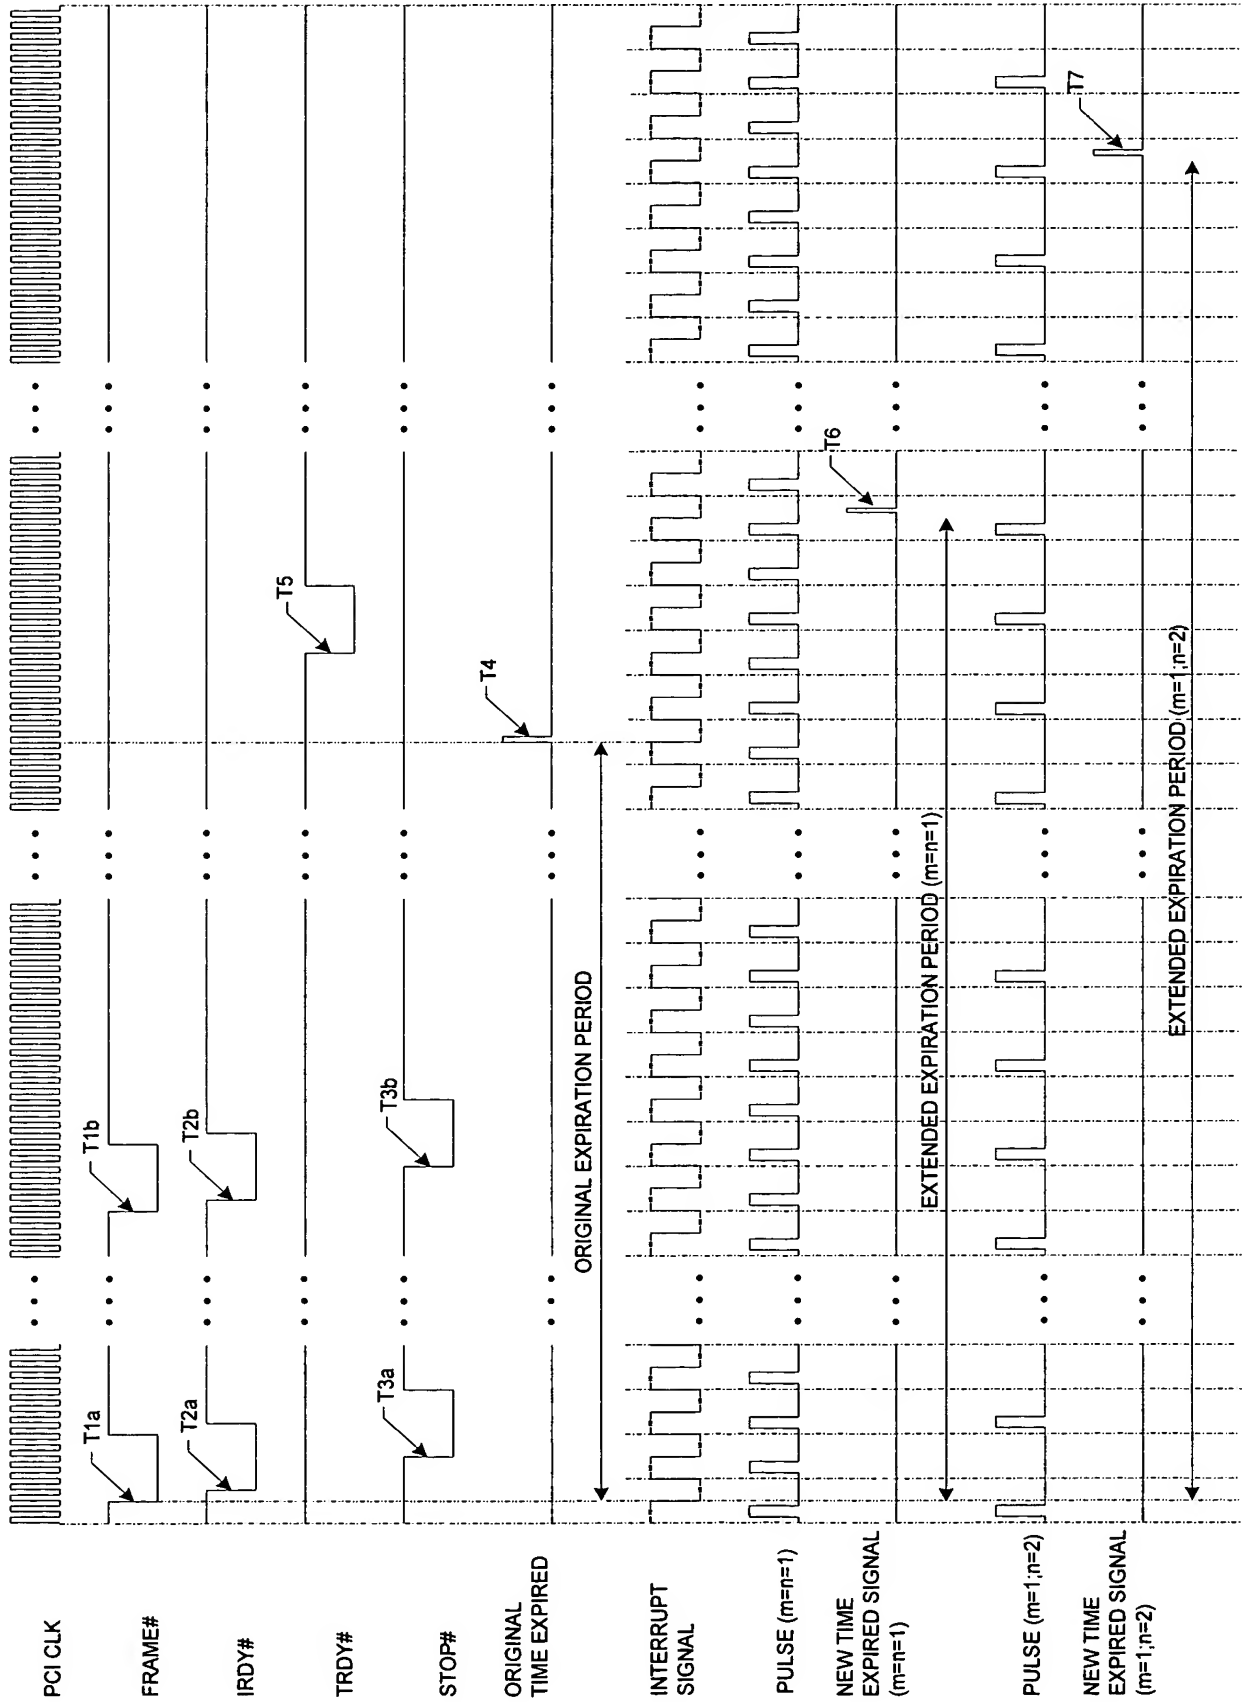 PCI CLK
FRAME#
T1a
T1b
IRDY#
T2a
T2b
TRDY#
T5
STOP#
T3a
T3b
ORIGINAL
TIME EXPIRED
T4
ORIGINAL EXPIRATION PERIOD
INTERRUPT
SIGNAL
PULSE (m=n=1)
NEW TIME
EXPIRED SIGNAL
(m=n=1)
T6
EXTENDED EXPIRATION PERIOD (m=n=1)
PULSE (m=1;n=2)
NEW TIME
EXPIRED SIGNAL
(m=1;n=2)
T7
EXTENDED EXPIRATION PERIOD (m=1;n=2)